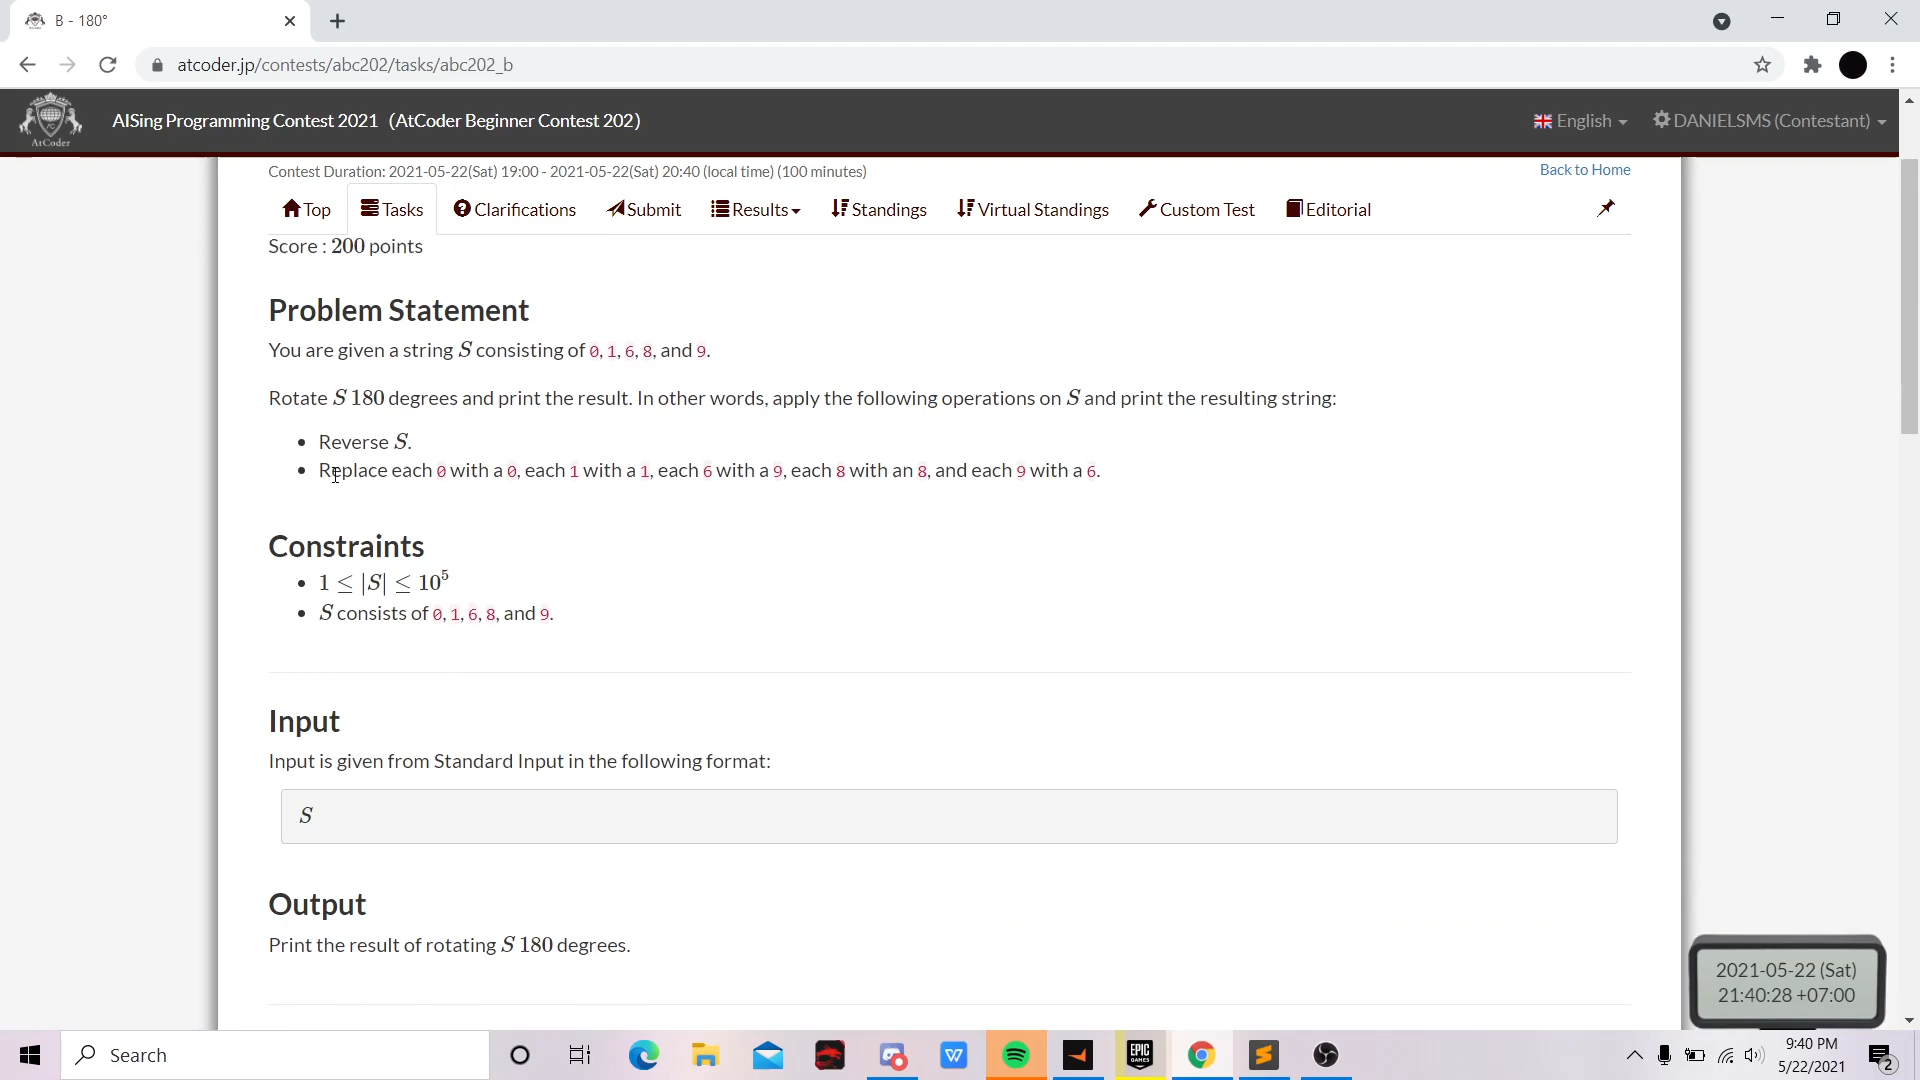 B - 180°
atcoder.jp/contests/abc202/tasks/abc202_b
AtCoder
AISing Programming Contest 2021 (AtCoder Beginner Contest 202)
English
DANIELSMS (Contestant)
Contest Duration: 2021-05-22(Sat) 19:00 - 2021-05-22(Sat) 20:40 (local time) (100 minutes)
Back to Home
Top Tasks Clarifications Submit Results Standings Virtual Standings Custom Test Editorial
Score : 200 points
Problem Statement
You are given a string S consisting of 0, 1, 6, 8, and 9.
Rotate S 180 degrees and print the result. In other words, apply the following operations on S and print the resulting string:
• Reverse S.
• Replace each 0 with a 0, each 1 with a 1, each 6 with a 9, each 8 with an 8, and each 9 with a 6.
Constraints
• 1 ≤ |S| ≤ 10⁵
• S consists of 0, 1, 6, 8, and 9.
Input
Input is given from Standard Input in the following format:
S
Output
Print the result of rotating S 180 degrees.
2021-05-22 (Sat)
21:40:28 +07:00
Search
W
EPIC
GAMES
9:40 PM
5/22/2021
2